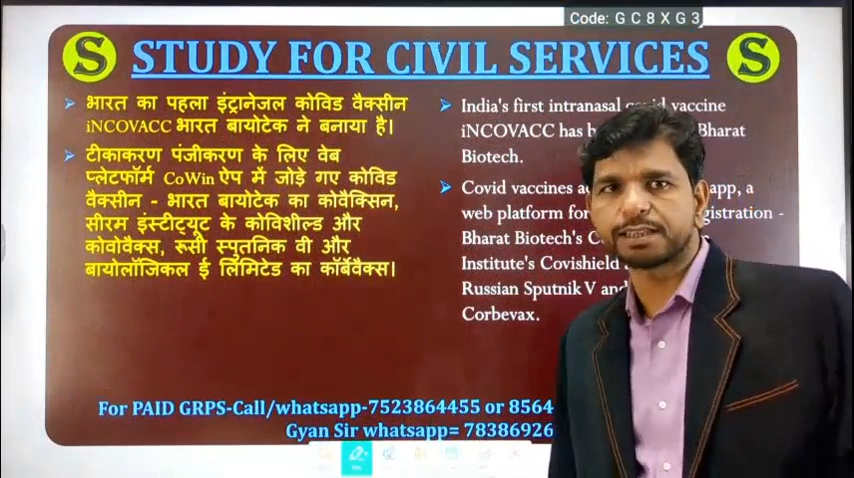 Code: G C 8 X G 3
S STUDY FOR CIVIL SERVICES S
भारत का पहला इंट्रानेजल कोविड वैक्सीन
iNCOVACC भारत बायोटेक ने बनाया है।
टीकाकरण पंजीकरण के लिए वेब
प्लेटफॉर्म CoWin ऐप में जोड़े गए कोविड
वैक्सीन - भारत बायोटेक का कोवैक्सिन,
सीरम इंस्टीट्यूट के कोविशील्ड और
कोवोवैक्स, रूसी स्पुतनिक वी और
बायोलॉजिकल ई लिमिटेड का कॉर्बेवैक्स।
India's first intranasal covid vaccine
iNCOVACC has Bharat
Biotech.
Covid vaccines app, a
web platform for -
Bharat Biotech's
Institute's Covishield
Russian Sputnik V and
Corbevax.
For PAID GRPS-Call/whatsapp-7523864455 or 8564
Gyan Sir whatsapp= 78386926